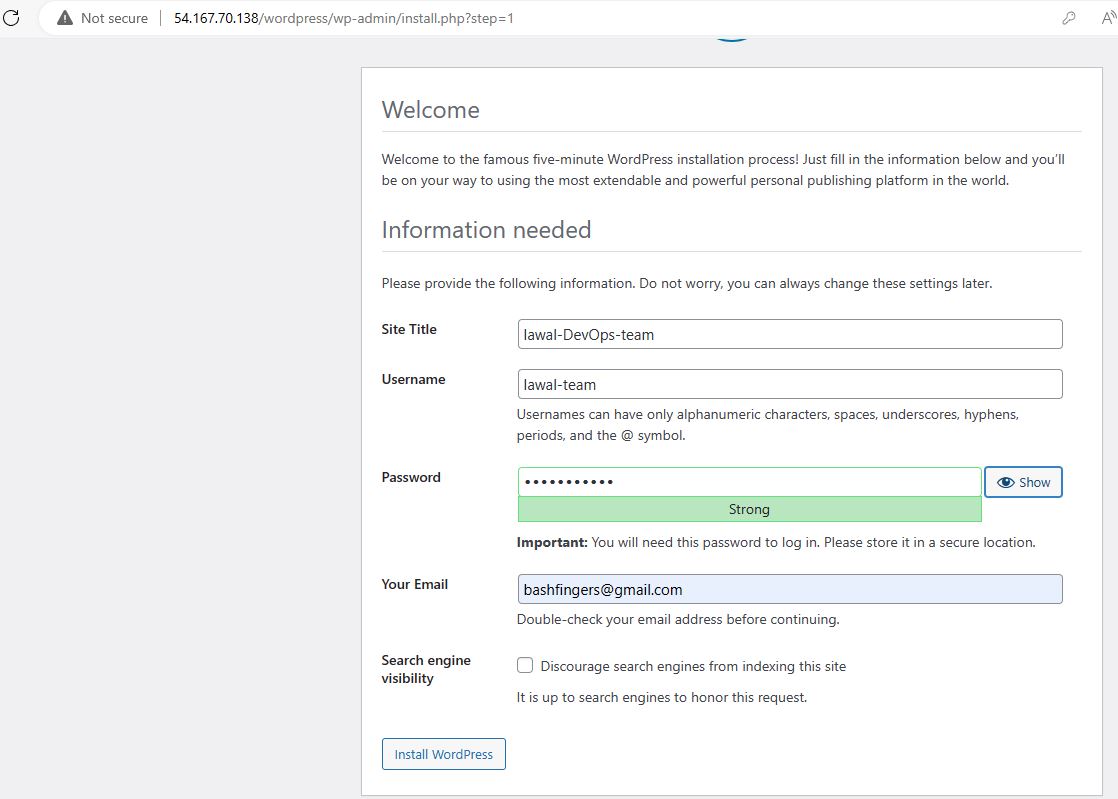 Not secure 54.167.70.138/wordpress/wp-admin/install.php?step=1 A
Welcome
Welcome to the famous five-minute WordPress installation process! Just fill in the information below and you’ll
be on your way to using the most extendable and powerful personal publishing platform in the world.
Information needed
Please provide the following information. Do not worry, you can always change these settings later.
Site Title lawal-DevOps-team
Username lawal-team
Usernames can have only alphanumeric characters, spaces, underscores, hyphens,
periods, and the @ symbol.
Password ••••••••••• Show
Strong
Important: You will need this password to log in. Please store it in a secure location.
Your Email bashfingers@gmail.com
Double-check your email address before continuing.
Search engine
visibility
Discourage search engines from indexing this site
It is up to search engines to honor this request.
Install WordPress